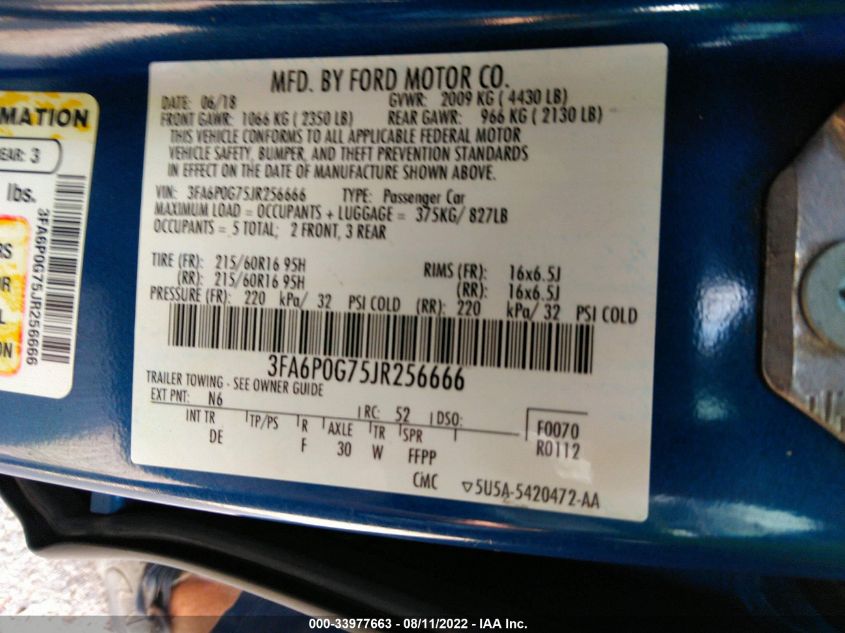 MFD. BY FORD MOTOR CO.
DATE: 06/18 GVWR: 2009 KG ( 4430 LB)
FRONT GAWR: 1066 KG ( 2350 LB) REAR GAWR: 966 KG ( 2130 LB)
THIS VEHICLE CONFORMS TO ALL APPLICABLE FEDERAL MOTOR
VEHICLE SAFETY, BUMPER, AND THEFT PREVENTION STANDARDS
IN EFFECT ON THE DATE OF MANUFACTURE SHOWN ABOVE.
VIN: 3FA6P0G75JR256666 TYPE: Passenger Car
MAXIMUM LOAD = OCCUPANTS + LUGGAGE = 375KG/ 827LB
OCCUPANTS = 5 TOTAL; 2 FRONT, 3 REAR
TIRE (FR): 215/60R16 95H RIMS (FR): 16x6.5J
(RR): 215/60R16 95H (RR): 16x6.5J
PRESSURE (FR): 220 kPa/ 32 PSI COLD (RR): 220 kPa/ 32 PSI COLD
3FA6P0G75JR256666
TRAILER TOWING - SEE OWNER GUIDE
EXT PNT: N6 RC: 52 DSO:
INT TR TP/PS R AXLE TR SPR F0070
DE F 30 W FFPP R0112
CMC ▽5U5A-5420472-AA
MATION
EAR: 3
lbs.
3FA6P0G75JR256666
RS
OR
L
ON
000-33977663 - 08/11/2022 - IAA Inc.